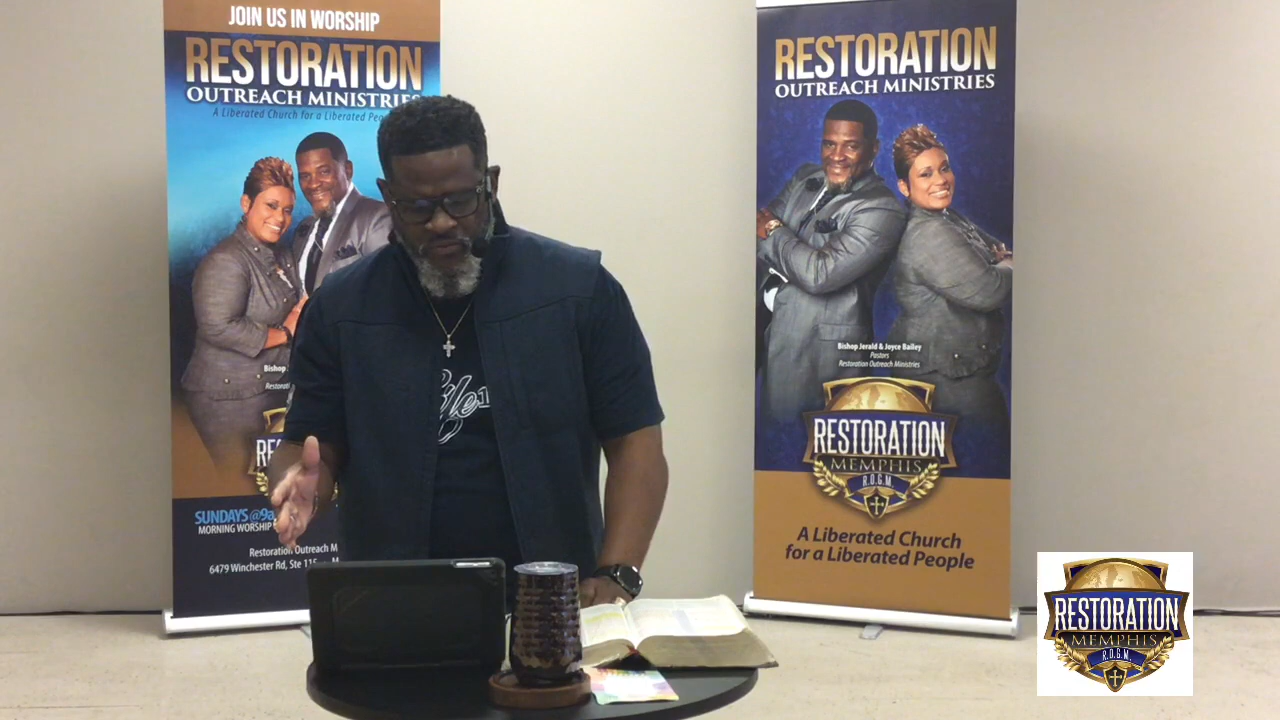 JOIN US IN WORSHIP
RESTORATION
OUTREACH MINISTRIES
A Liberated Church for a Liberated
Bishop
SUNDAYS @9a
MORNING WORSHIP
Restoration Outreach M
6479 Winchester Rd, Ste
RESTORATION
OUTREACH MINISTRIES
Bishop Jerald & Joyce Bailey
Pastors
Restoration Outreach Ministries
RESTORATION
MEMPHIS
R.O.G.M.
A Liberated Church
for a Liberated People
RESTORATION
MEMPHIS
R.O.G.M.